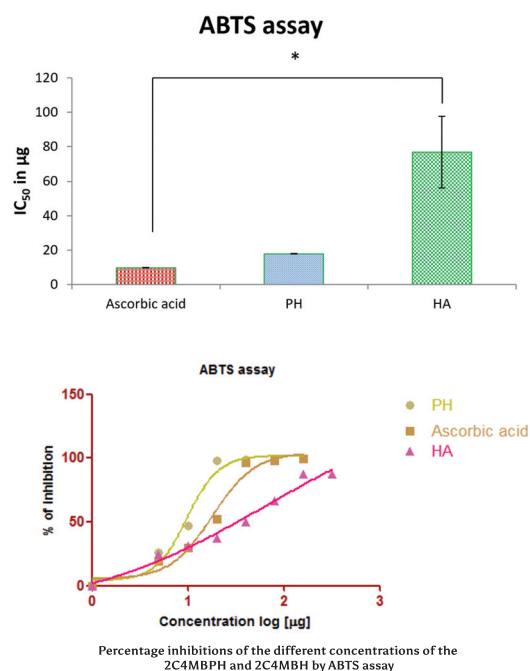 ABTS assay
*
IC50 in µg
120
100
80
60
40
20
0
Ascorbic acid PH HA
ABTS assay
% of Inhibition
150
100
50
0
0 1 2 3
Concentration log [µg]
PH
Ascorbic acid
HA
Percentage inhibitions of the different concentrations of the
2C4MBPH and 2C4MBH by ABTS assay